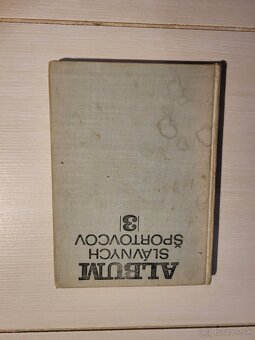 ALBUM
SLÁVNYCH
ŠPORTOVCOV
3